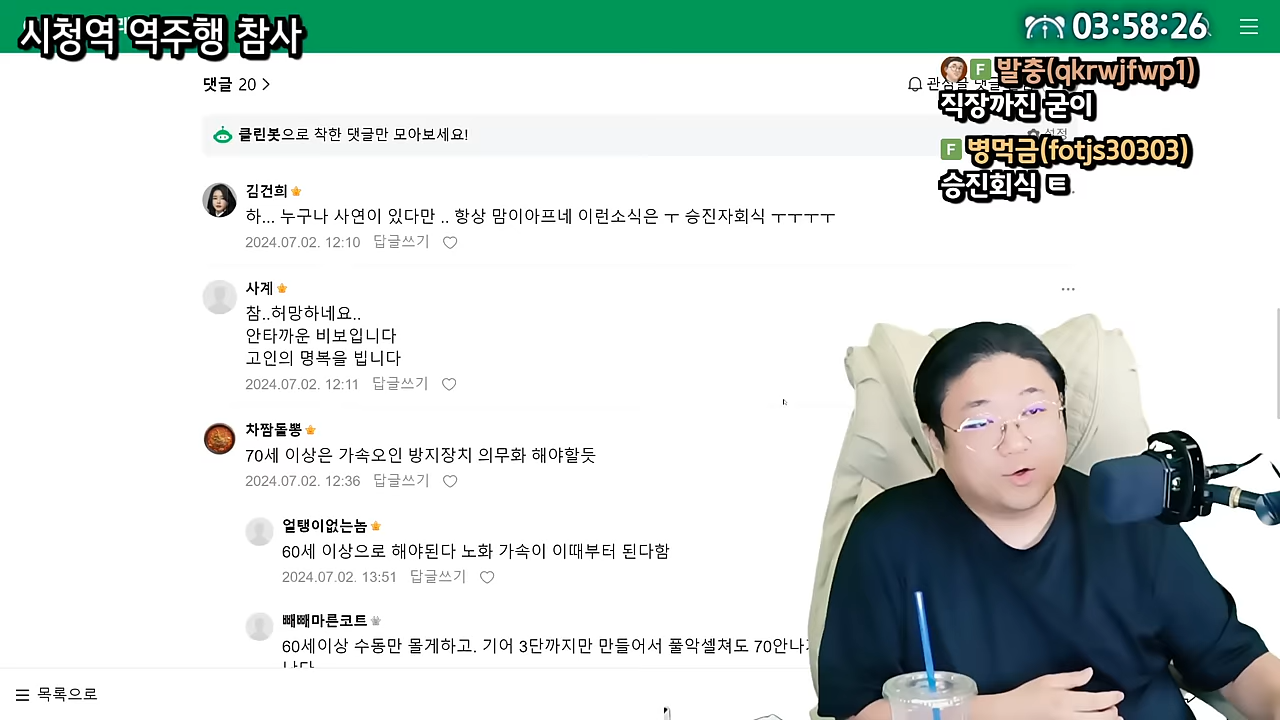 시청역 역주행 참사
03:58:26
댓글 20
관심글 댓글
F 발충(qkrwjfwp1)
직장까진 굳이
클린봇으로 착한 댓글만 모아보세요!
설정
F 병먹금(fotjs30303)
승진회식 ㅌ
김건희
하... 누구나 사연이 있다만 .. 항상 맘이아프네 이런소식은 ㅜ 승진자회식 ㅜㅜㅜㅜ
2024.07.02. 12:10 답글쓰기
사계
참..허망하네요..
안타까운 비보입니다
고인의 명복을 빕니다
2024.07.02. 12:11 답글쓰기
차짬돌뽕
70세 이상은 가속오인 방지장치 의무화 해야할듯
2024.07.02. 12:36 답글쓰기
얼탱이없는놈
60세 이상으로 해야된다 노화 가속이 이때부터 된다함
2024.07.02. 13:51 답글쓰기
빼빼마른코트
60세이상 수동만 몰게하고. 기어 3단까지만 만들어서 풀악셀쳐도 70안나
목록으로